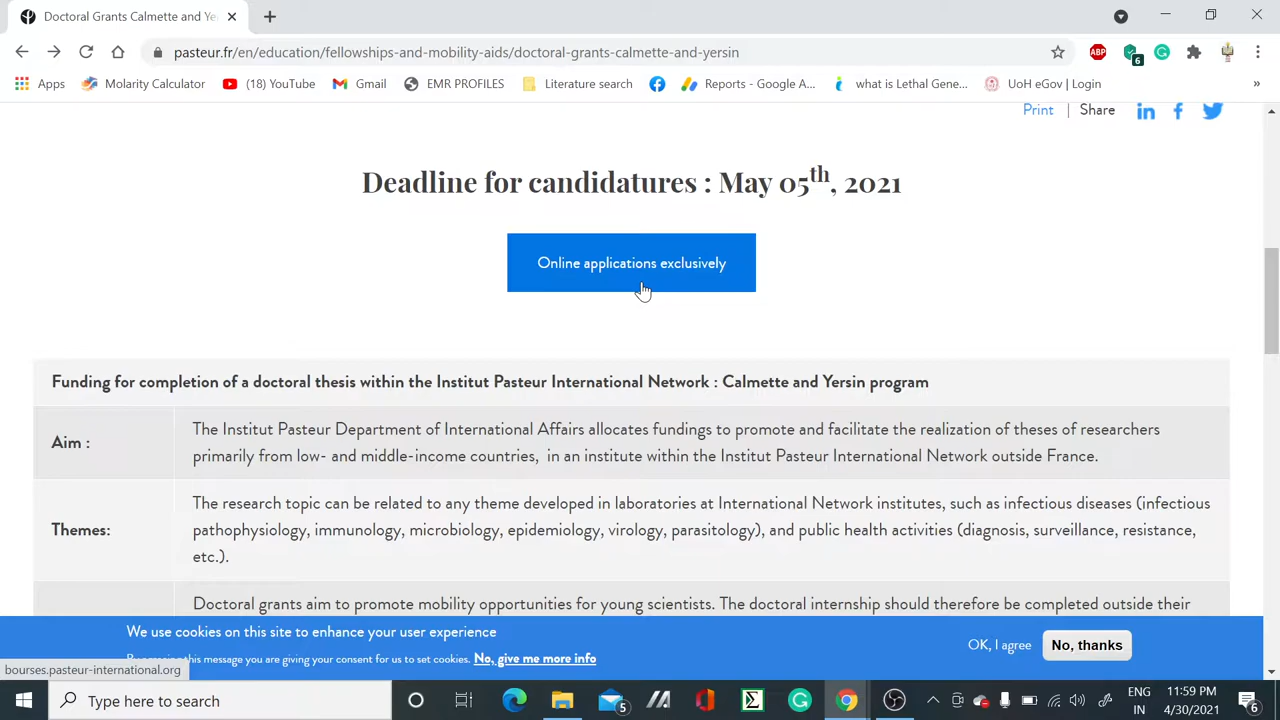 Doctoral Grants Calmette and Yer
pasteur.fr/en/education/fellowships-and-mobility-aids/doctoral-grants-calmette-and-yersin
ABP
6
Apps
Molarity Calculator
(18) YouTube
Gmail
EMR PROFILES
Literature search
Reports - Google A...
what is Lethal Gene...
UoH eGov | Login
»
Print | Share
Deadline for candidatures : May 05th, 2021
Online applications exclusively
Funding for completion of a doctoral thesis within the Institut Pasteur International Network : Calmette and Yersin program
Aim :
The Institut Pasteur Department of International Affairs allocates fundings to promote and facilitate the realization of theses of researchers
primarily from low- and middle-income countries, in an institute within the Institut Pasteur International Network outside France.
Themes:
The research topic can be related to any theme developed in laboratories at International Network institutes, such as infectious diseases (infectious
pathophysiology, immunology, microbiology, epidemiology, virology, parasitology), and public health activities (diagnosis, surveillance, resistance,
etc.).
Doctoral grants aim to promote mobility opportunities for young scientists. The doctoral internship should therefore be completed outside their
We use cookies on this site to enhance your user experience
this message you are giving your consent for us to set cookies. No, give me more info
OK, I agree
No, thanks
bourses.pasteur-international.org
Type here to search
5
ENG
IN
11:59 PM
4/30/2021
6